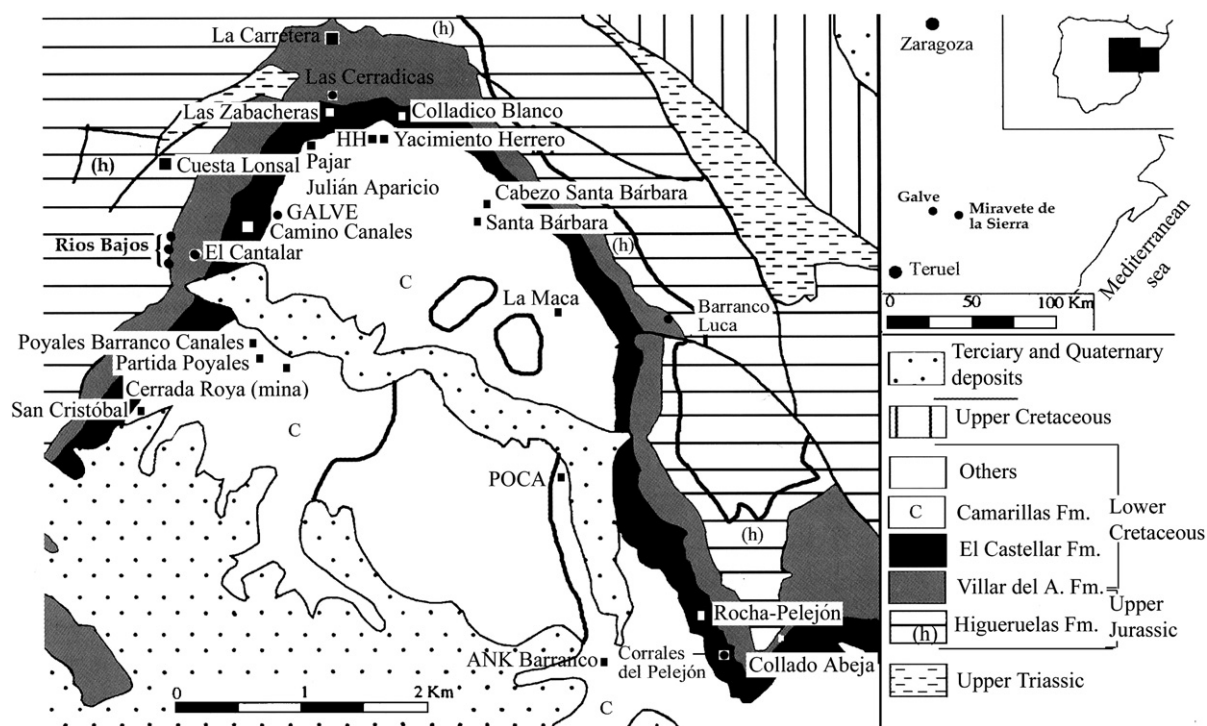 (h)
La Carretera
Las Cerradicas
Las Zabacheras
Colladico Blanco
HH
Yacimiento Herrero
(h)
Cuesta Lonsal
Pajar
Julián Aparicio
Cabezo Santa Bárbara
GALVE
Santa Bárbara
Camino Canales
Rios Bajos
El Cantalar
(h)
C
La Maca
Barranco
Luca
Poyales Barranco Canales
Partida Poyales
Cerrada Roya (mina)
San Cristóbal
C
POCA
(h)
Rocha-Pelejón
ANK Barranco
Corrales
del Pelejón
Collado Abeja
0 1 2 Km
C
Zaragoza
Galve
Miravete de
la Sierra
Teruel
Mediterranean
sea
0 50 100 Km
Terciary and Quaternary
deposits
Upper Cretaceous
Others
C
Camarillas Fm.
El Castellar Fm.
Villar del A. Fm.
(h)
Higueruelas Fm.
Upper Triassic
Lower
Cretaceous
Upper
Jurassic